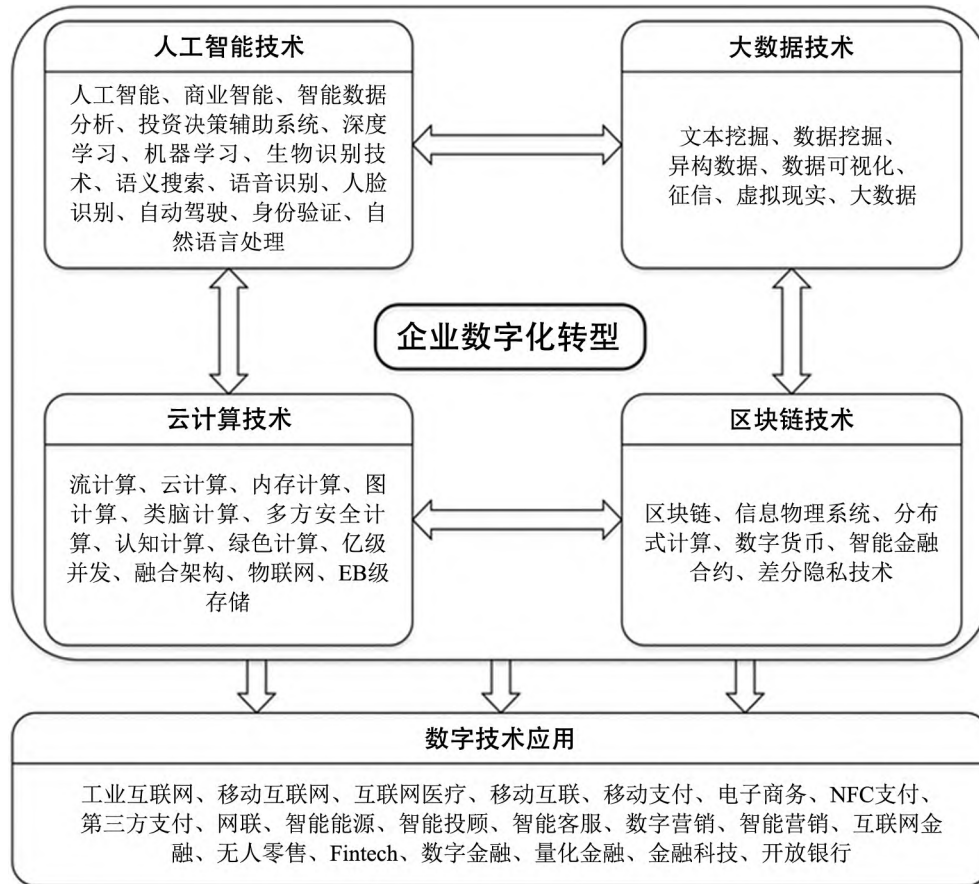 人工智能技术
人工智能、商业智能、智能数据
分析、投资决策辅助系统、深度
学习、机器学习、生物识别技
术、语义搜索、语音识别、人脸
识别、自动驾驶、身份验证、自
然语言处理
大数据技术
文本挖掘、数据挖掘、
异构数据、数据可视化、
征信、虚拟现实、大数据
企业数字化转型
云计算技术
流计算、云计算、内存计算、图
计算、类脑计算、多方安全计
算、认知计算、绿色计算、亿级
并发、融合架构、物联网、EB级
存储
区块链技术
区块链、信息物理系统、分布
式计算、数字货币、智能金融
合约、差分隐私技术
数字技术应用
工业互联网、移动互联网、互联网医疗、移动互联、移动支付、电子商务、NFC支付、
第三方支付、网联、智能能源、智能投顾、智能客服、数字营销、智能营销、互联网金
融、无人零售、Fintech、数字金融、量化金融、金融科技、开放银行